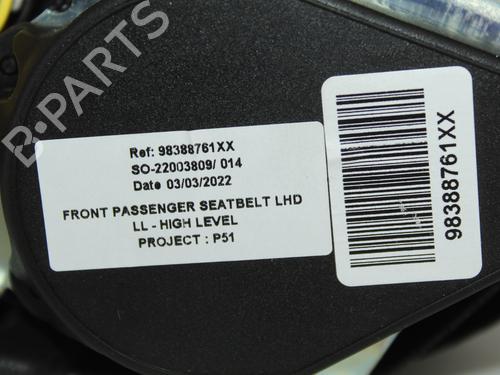 Ref: 98388761XX
SO-22003809/ 014
Date 03/03/2022
FRONT PASSENGER SEATBELT LHD
LL - HIGH LEVEL
PROJECT : P51
98388761XX
B-PARTS